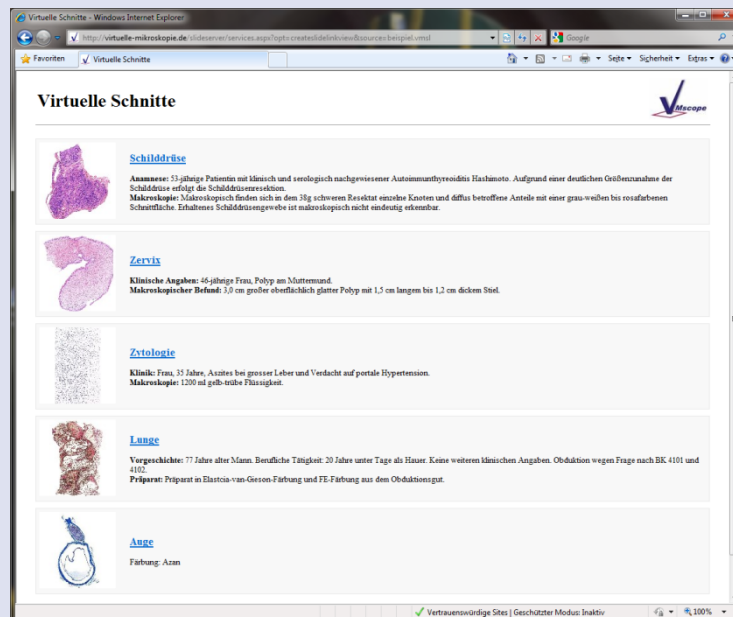 Virtuelle Schnitte - Windows Internet Explorer
http://virtuelle-mikroskopie.de/slideserver/services.aspx?opt=createslidelinkview&source=beispiel.vmsl
Google
Favoriten
Virtuelle Schnitte
Seite
Sicherheit
Extras
Virtuelle Schnitte
VMscope
Schilddrüse
Anamnese: 53-jährige Patientin mit klinisch und serologisch nachgewiesener Autoimmunthyreoiditis Hashimoto. Aufgrund einer deutlichen Größenzunahme der
Schilddrüse erfolgt die Schilddrüsenresektion.
Makroskopie: Makroskopisch finden sich in dem 38g schweren Resektat einzelne Knoten und diffus betroffene Anteile mit einer grau-weißen bis rosafarbenen
Schnittfläche. Erhaltenes Schilddrüsengewebe ist makroskopisch nicht eindeutig erkennbar.
Zervix
Klinische Angaben: 46-jährige Frau, Polyp am Muttermund.
Makroskopischer Befund: 3,0 cm großer oberflächlich glatter Polyp mit 1,5 cm langem bis 1,2 cm dickem Stiel.
Zytologie
Klinik: Frau, 35 Jahre, Aszites bei grosser Leber und Verdacht auf portale Hypertension.
Makroskopie: 1200 ml gelb-trübe Flüssigkeit.
Lunge
Vorgeschichte: 77 Jahre alter Mann. Berufliche Tätigkeit: 20 Jahre unter Tage als Hauer. Keine weiteren klinischen Angaben. Obduktion wegen Frage nach BK 4101 und
4102.
Präparat: Präparat in Elastcia-van-Gieson-Färbung und FE-Färbung aus dem Obduktionsgut.
Auge
Färbung: Azan
Vertrauenswürdige Sites | Geschützter Modus: Inaktiv
100%